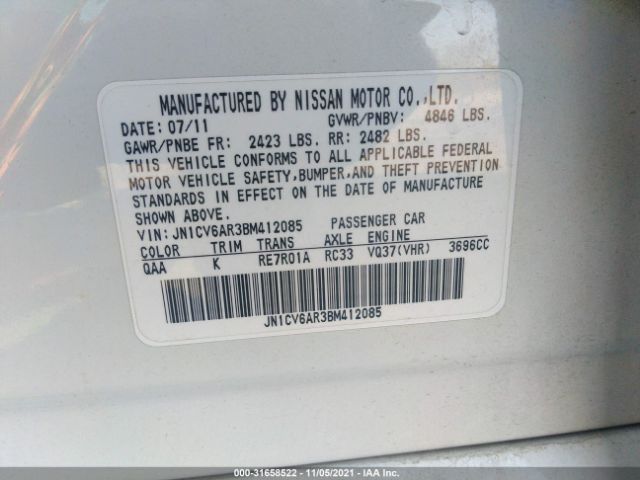 MANUFACTURED BY NISSAN MOTOR CO.,LTD.
DATE: 07/11 GVWR/PNBV: 4846 LBS.
GAWR/PNBE FR: 2423 LBS. RR: 2482 LBS.
THIS VEHICLE CONFORMS TO ALL APPLICABLE FEDERAL
MOTOR VEHICLE SAFETY,BUMPER,AND THEFT PREVENTION
STANDARDS IN EFFECT ON THE DATE OF MANUFACTURE
SHOWN ABOVE.
VIN: JN1CV6AR3BM412085 PASSENGER CAR
COLOR TRIM TRANS AXLE ENGINE
QAA K RE7R01A RC33 VQ37(VHR) 3696CC
JN1CV6AR3BM412085
000-31658522 - 11/05/2021 - IAA Inc.